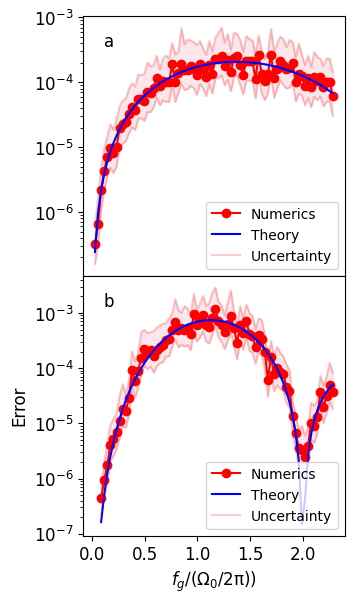 10⁻³
a
10⁻⁴
10⁻⁵
10⁻⁶
Numerics
Theory
Uncertainty
b
10⁻³
10⁻⁴
10⁻⁵
10⁻⁶
10⁻⁷
Error
Numerics
Theory
Uncertainty
0.0 0.5 1.0 1.5 2.0
f_g/(Ω₀/2π))